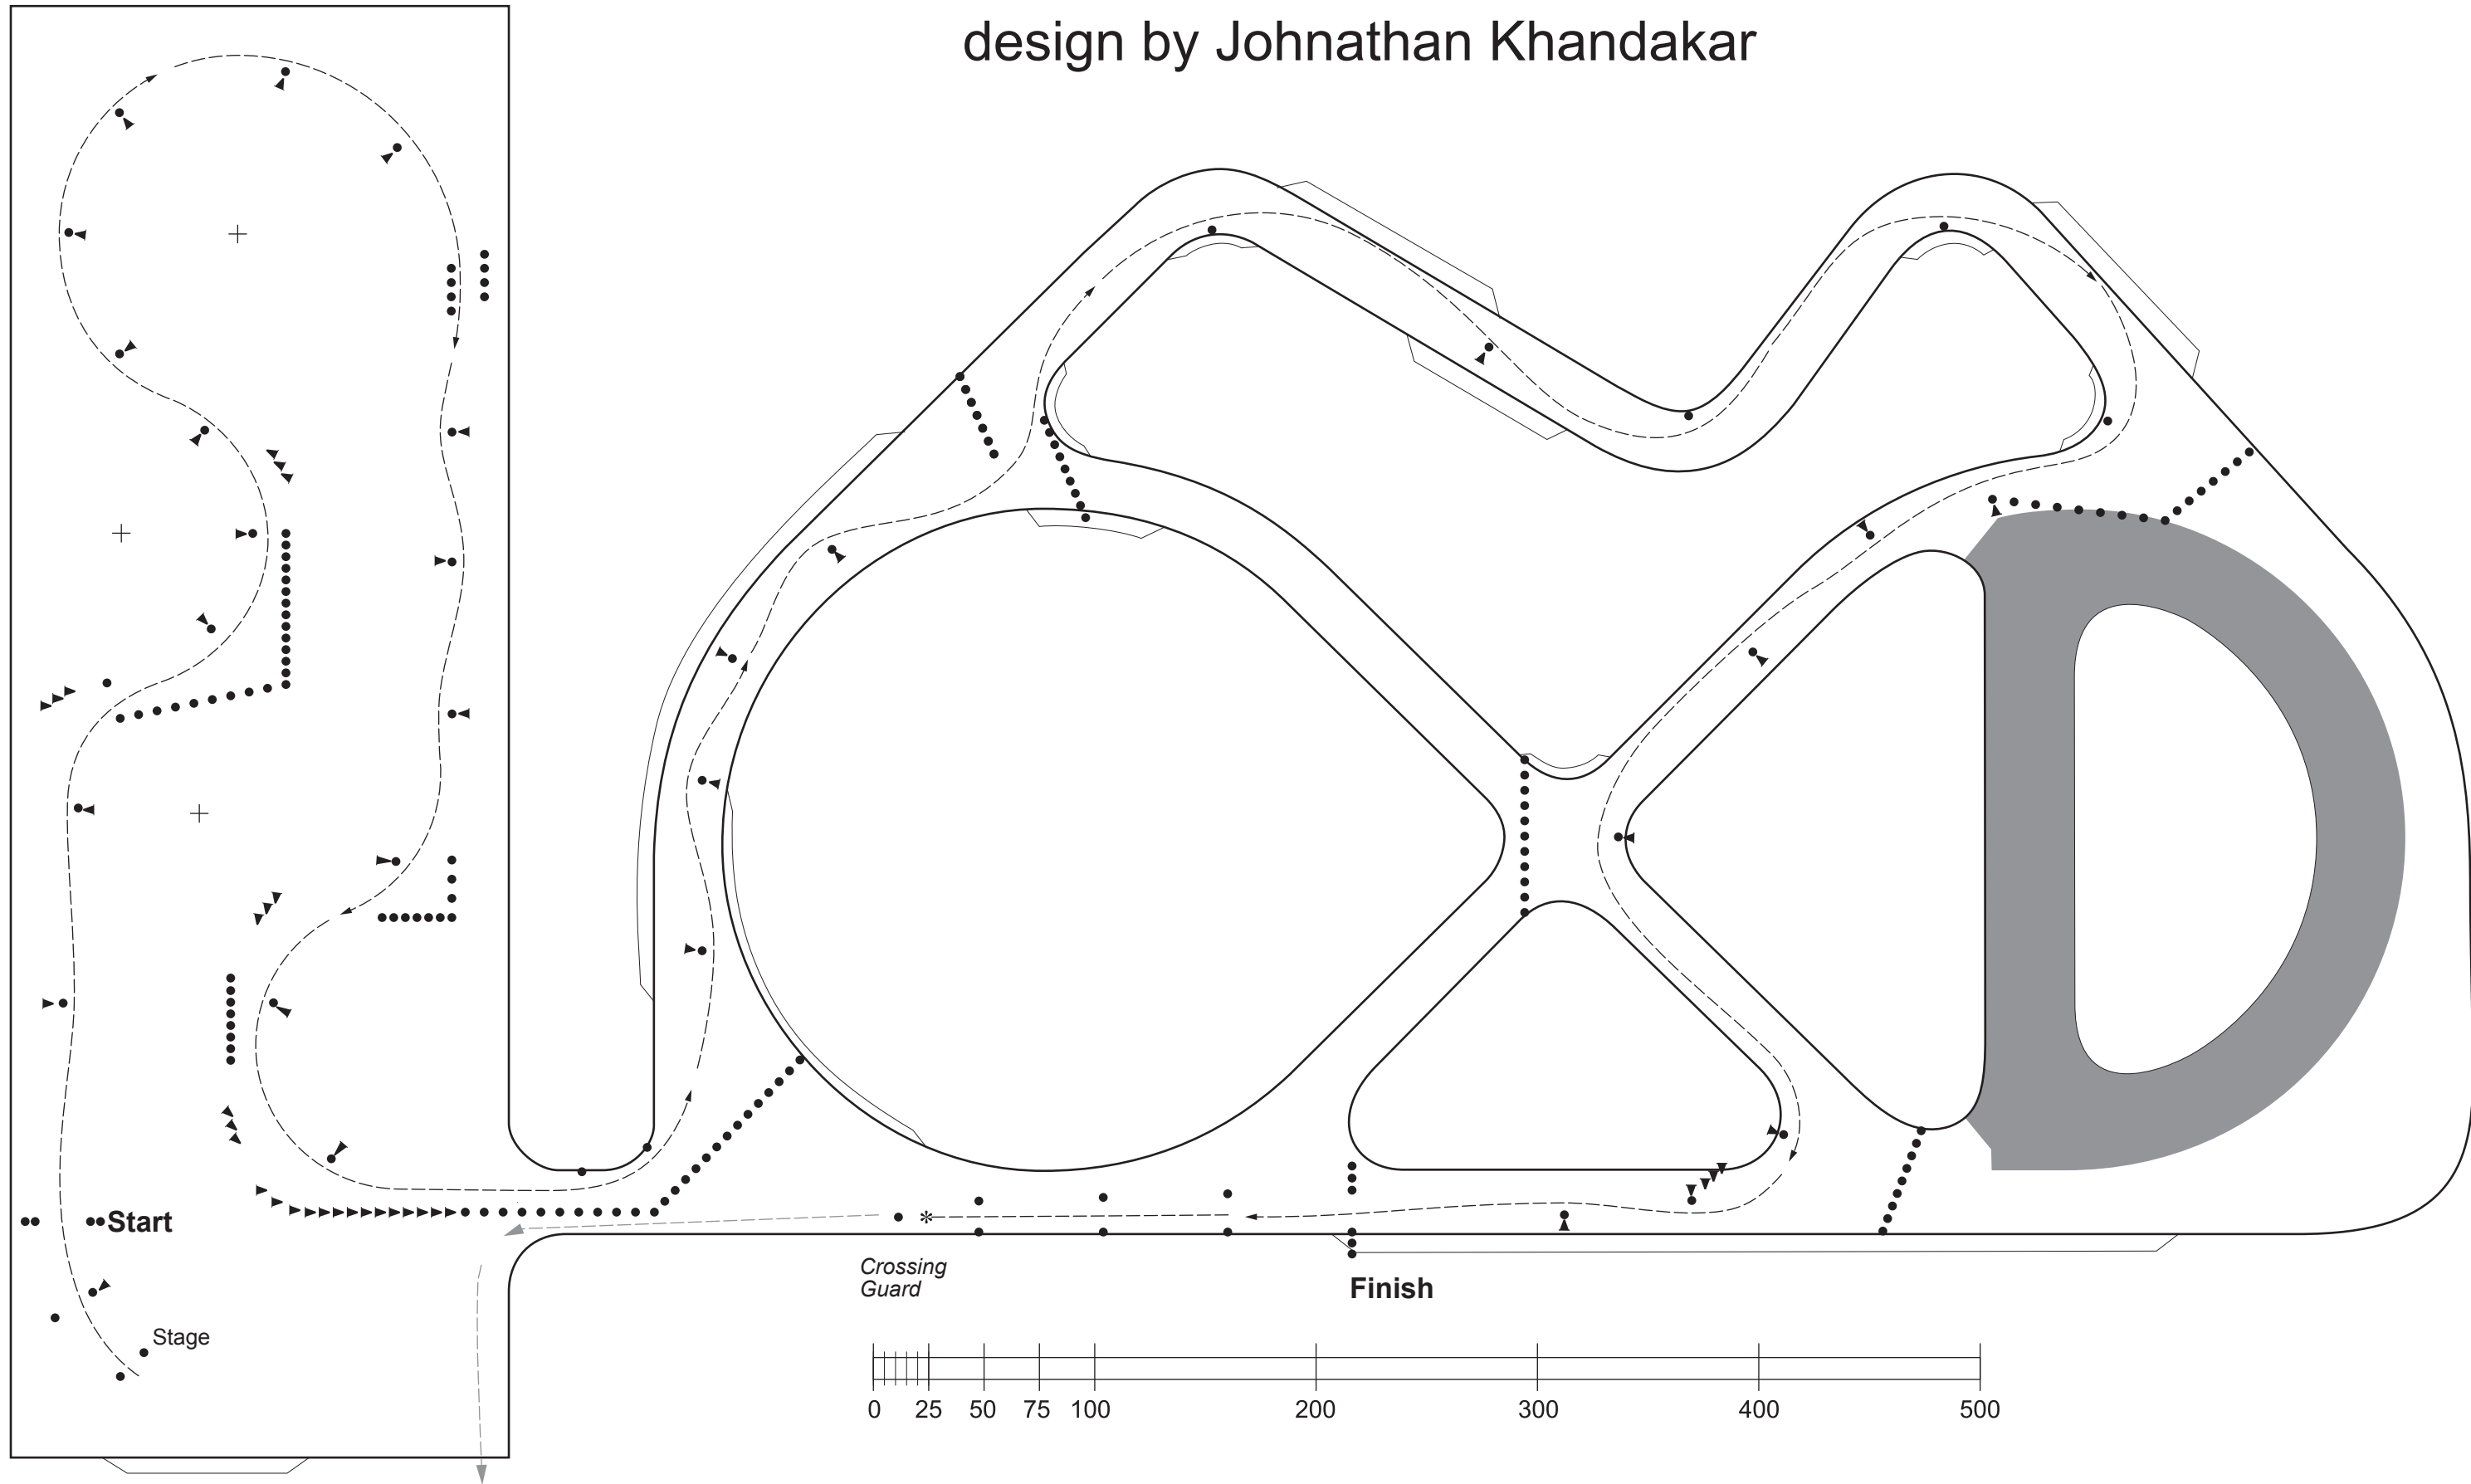 design by Johnathan Khandakar
Start
Stage
*
Crossing
Guard
Finish
0 25 50 75 100 200 300 400 500